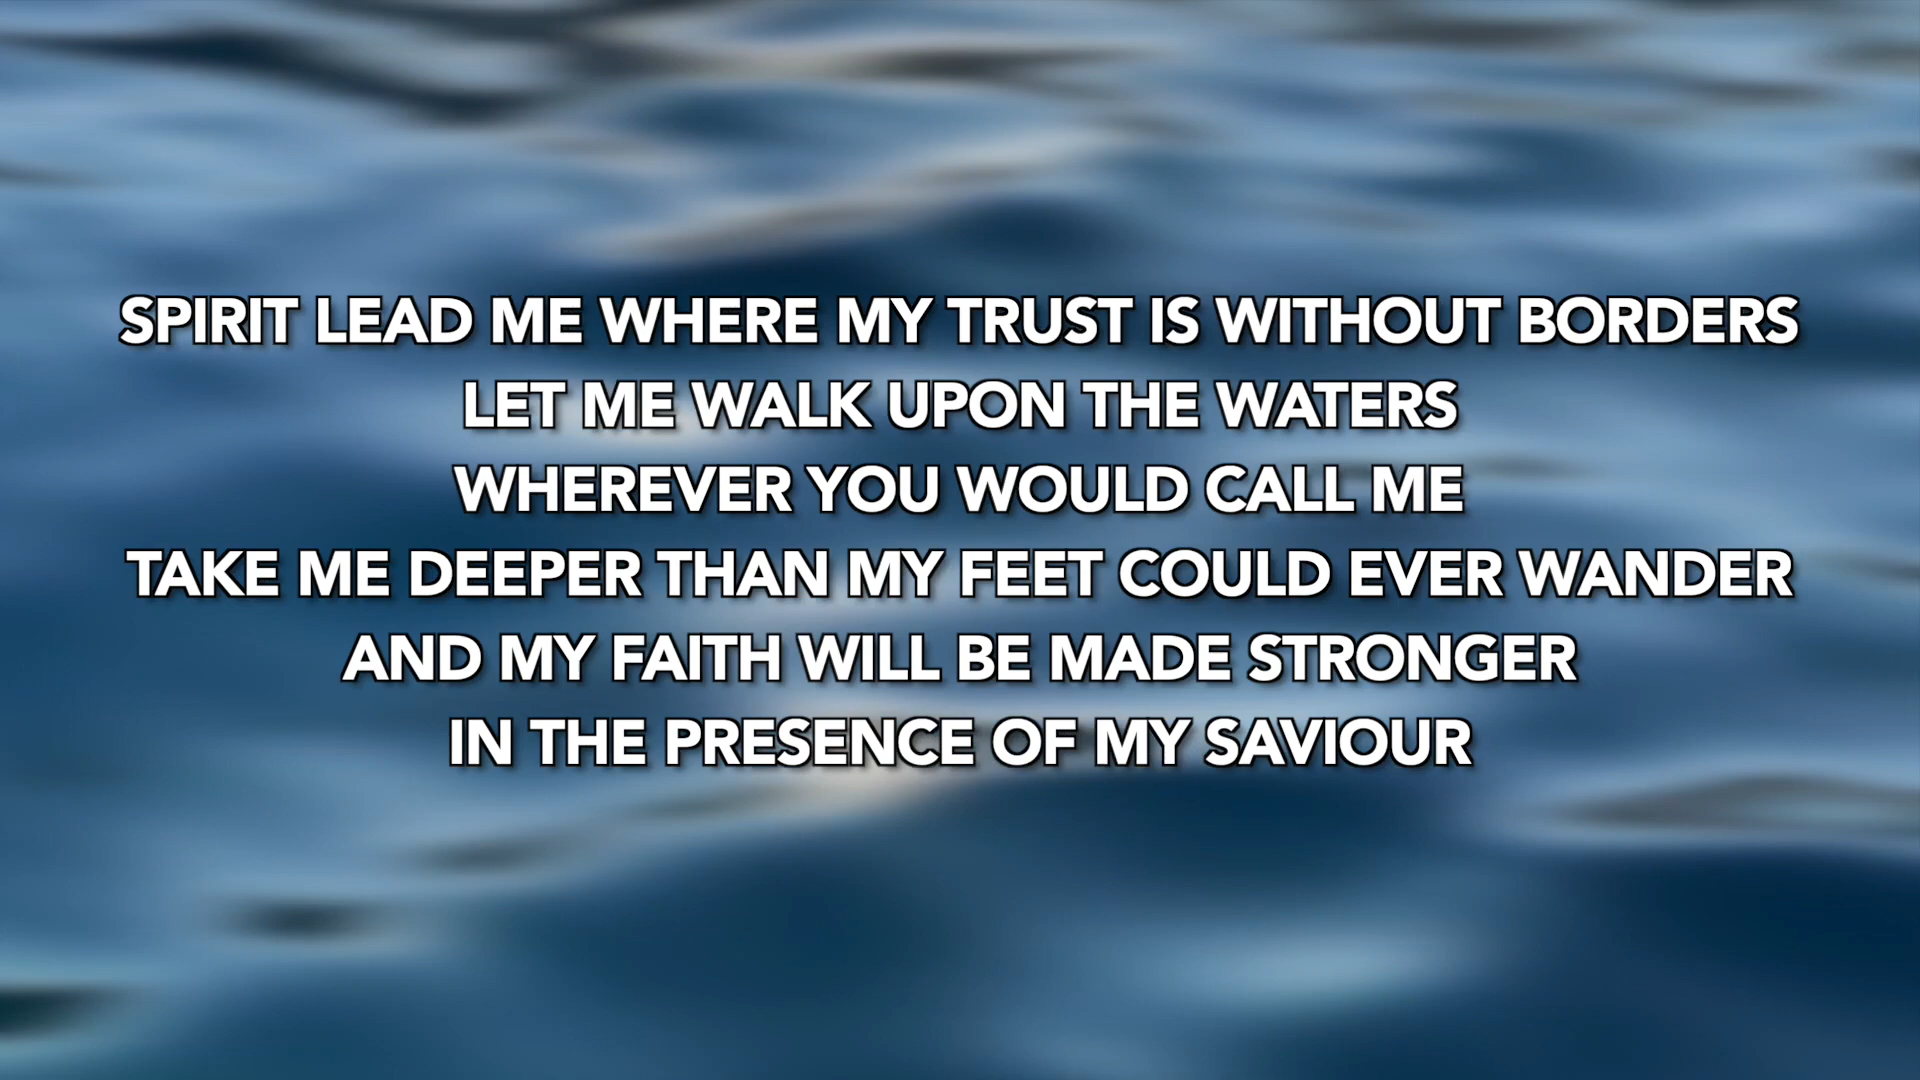 SPIRIT LEAD ME WHERE MY TRUST IS WITHOUT BORDERS
LET ME WALK UPON THE WATERS
WHEREVER YOU WOULD CALL ME
TAKE ME DEEPER THAN MY FEET COULD EVER WANDER
AND MY FAITH WILL BE MADE STRONGER
IN THE PRESENCE OF MY SAVIOUR